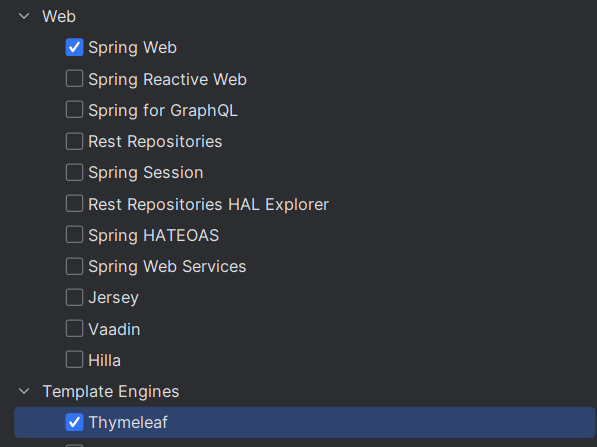 Web
Spring Web
Spring Reactive Web
Spring for GraphQL
Rest Repositories
Spring Session
Rest Repositories HAL Explorer
Spring HATEOAS
Spring Web Services
Jersey
Vaadin
Hilla
Template Engines
Thymeleaf